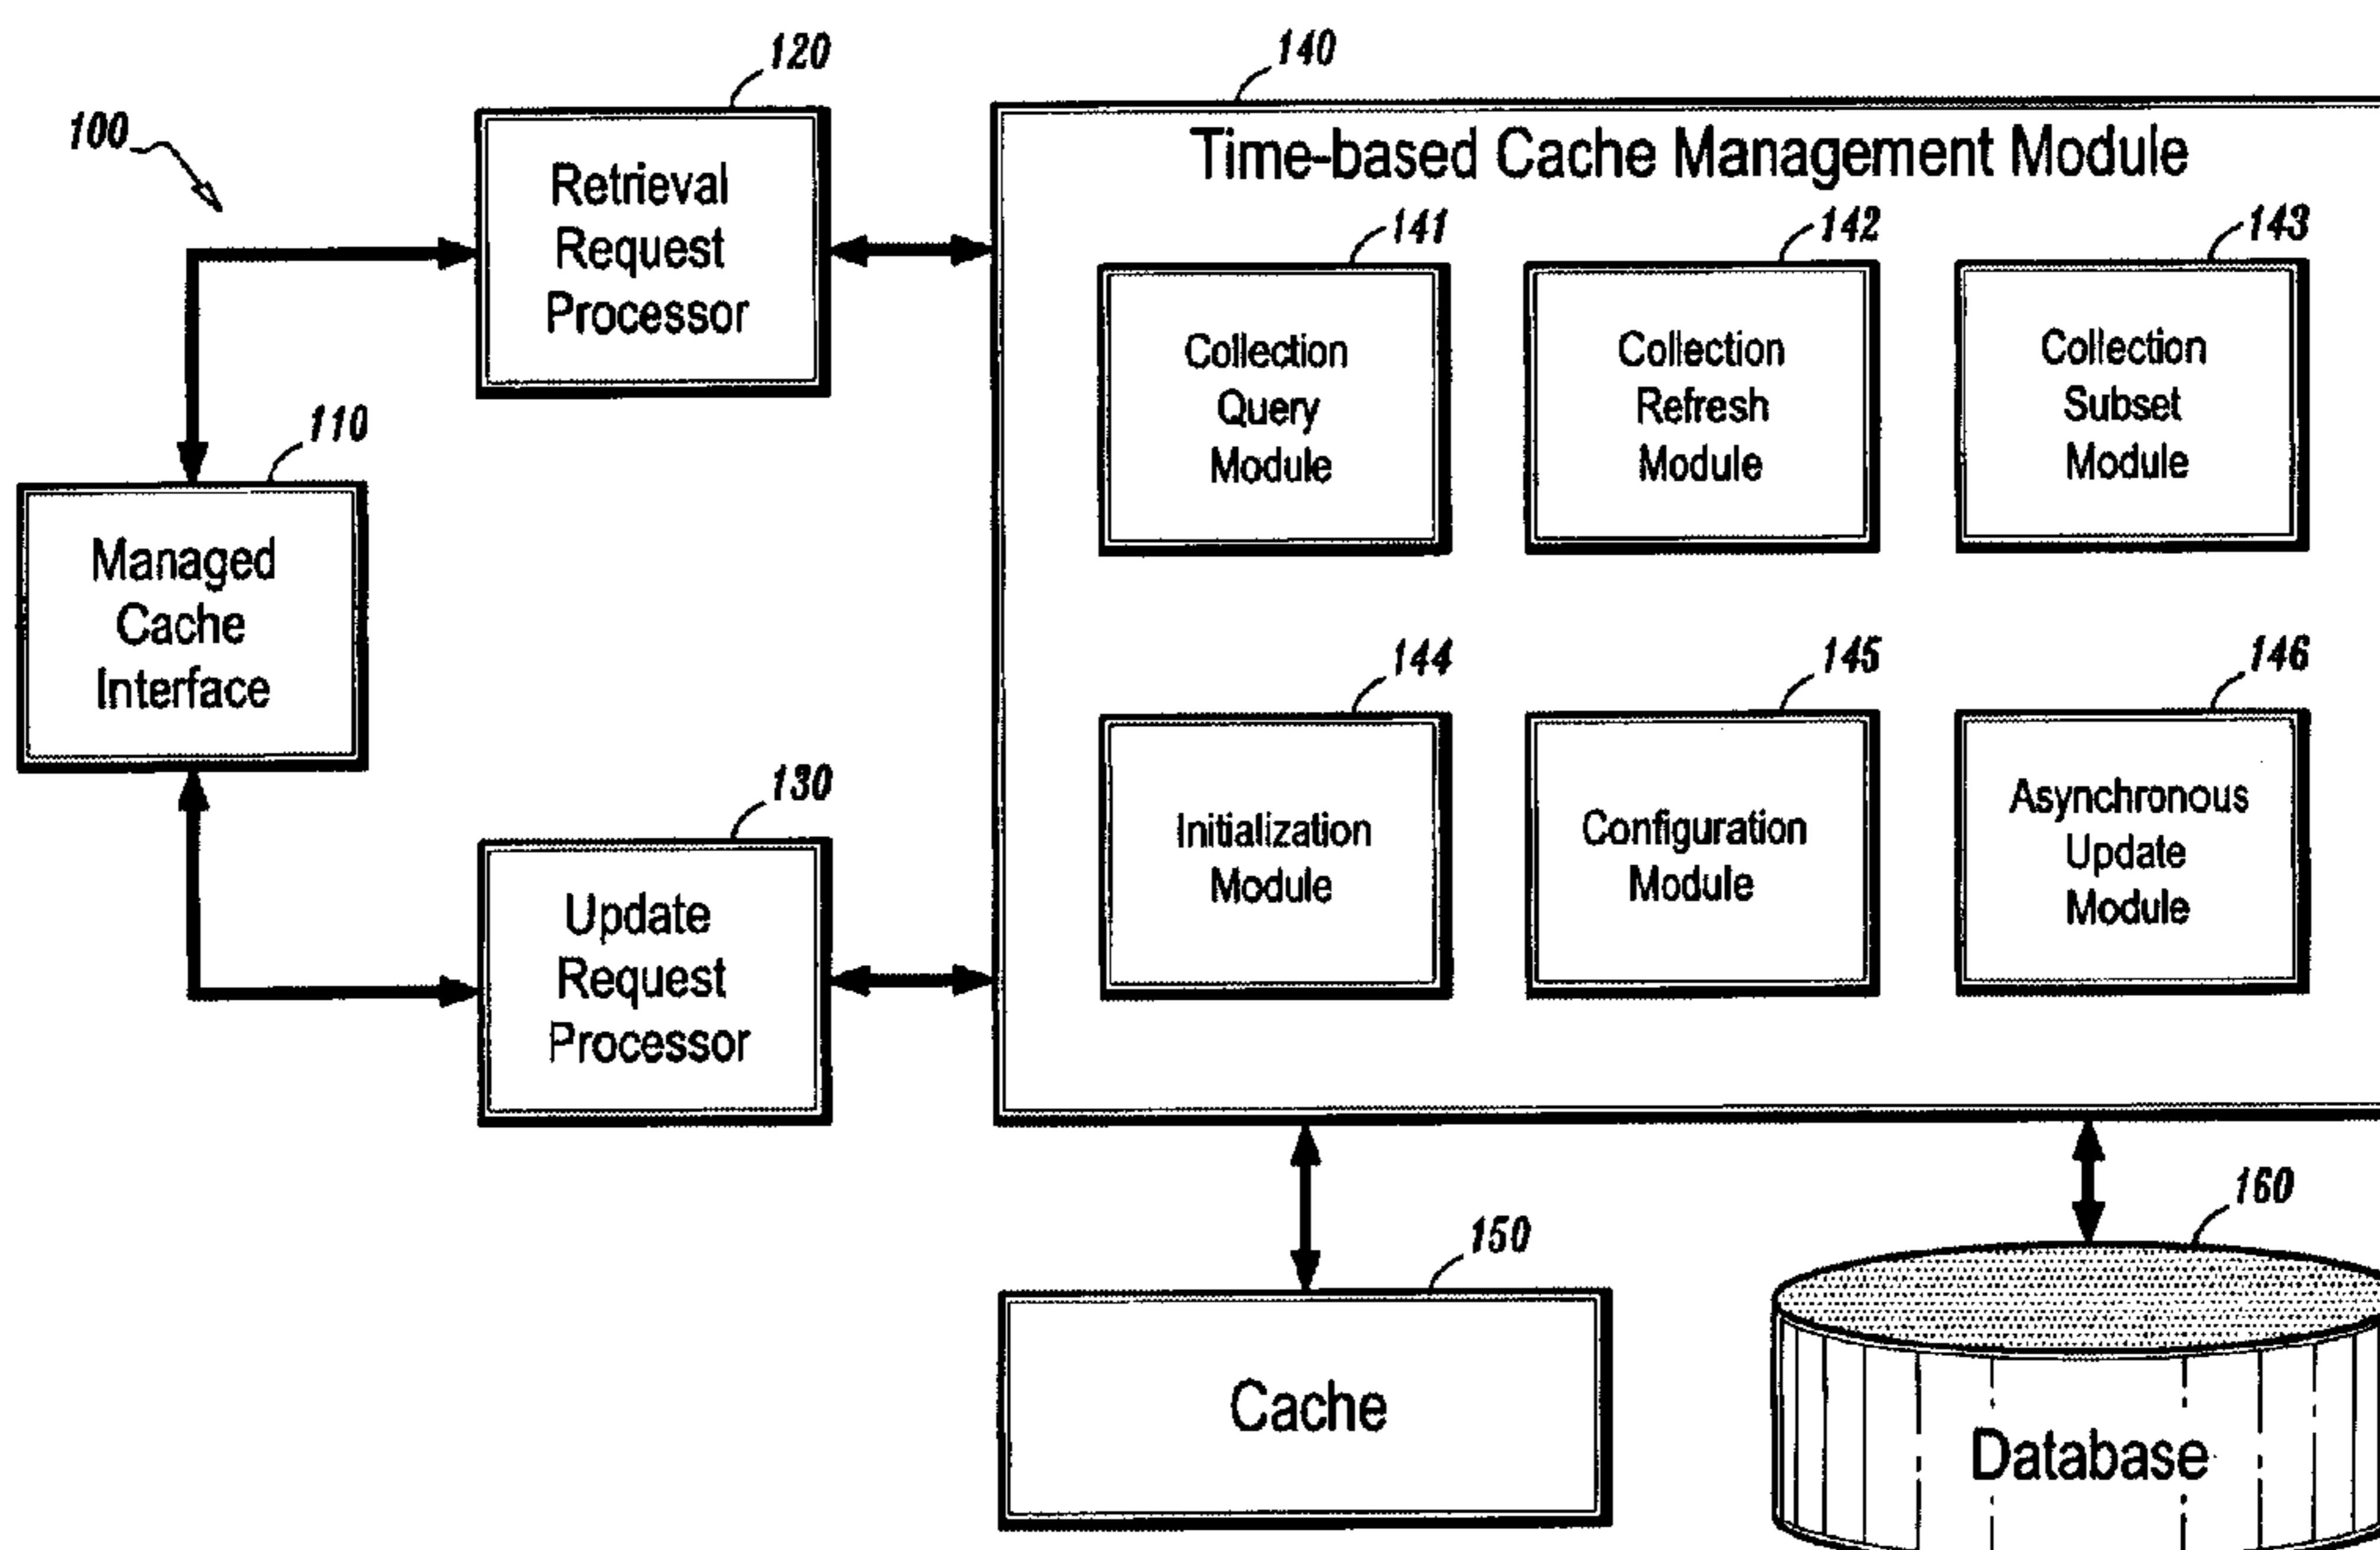 100
120
Retrieval
Request
Processor
110
Managed
Cache
Interface
130
Update
Request
Processor
140
Time-based Cache Management Module
141
Collection
Query
Module
142
Collection
Refresh
Module
143
Collection
Subset
Module
144
Initialization
Module
145
Configuration
Module
146
Asynchronous
Update
Module
150
Cache
160
Database